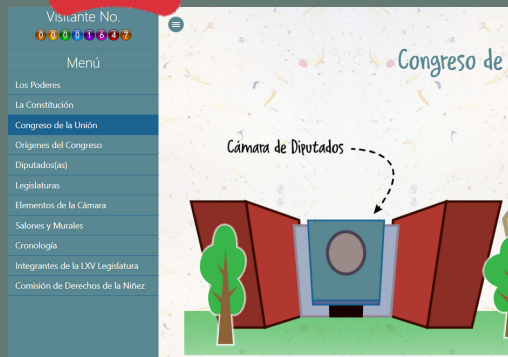 Visitante No.
00001647
Menú
Los Poderes
La Constitución
Congreso de la Unión
Orígenes del Congreso
Diputados(as)
Legislaturas
Elementos de la Cámara
Salones y Murales
Cronología
Integrantes de la LXV Legislatura
Comisión de Derechos de la Niñez
Congreso de
Cámara de Diputados